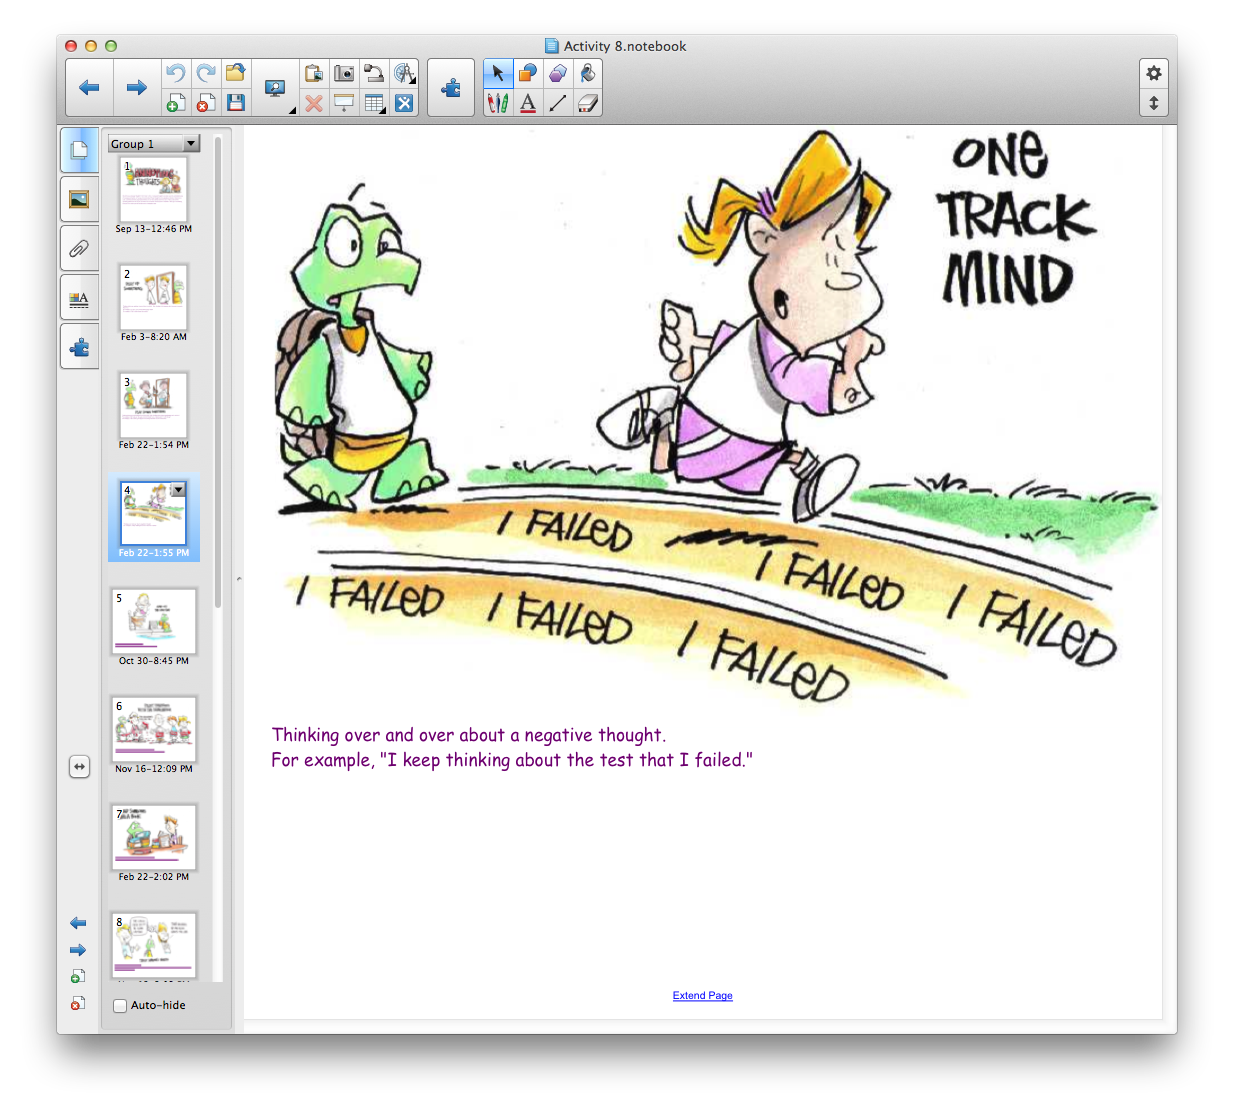 Activity 8.notebook
Group 1
1
Sep 13-12:46 PM
2
Feb 3-8:20 AM
3
Feb 22-1:54 PM
4
Feb 22-1:55 PM
5
Oct 30-8:45 PM
6
Nov 16-12:09 PM
7
Feb 22-2:02 PM
8
Auto-hide
ONE
TRACK
MIND
I FAILED
I FAILED
I FAILED
I FAILED
I FAILED
I FAILED
Thinking over and over about a negative thought.
For example, "I keep thinking about the test that I failed."
Extend Page